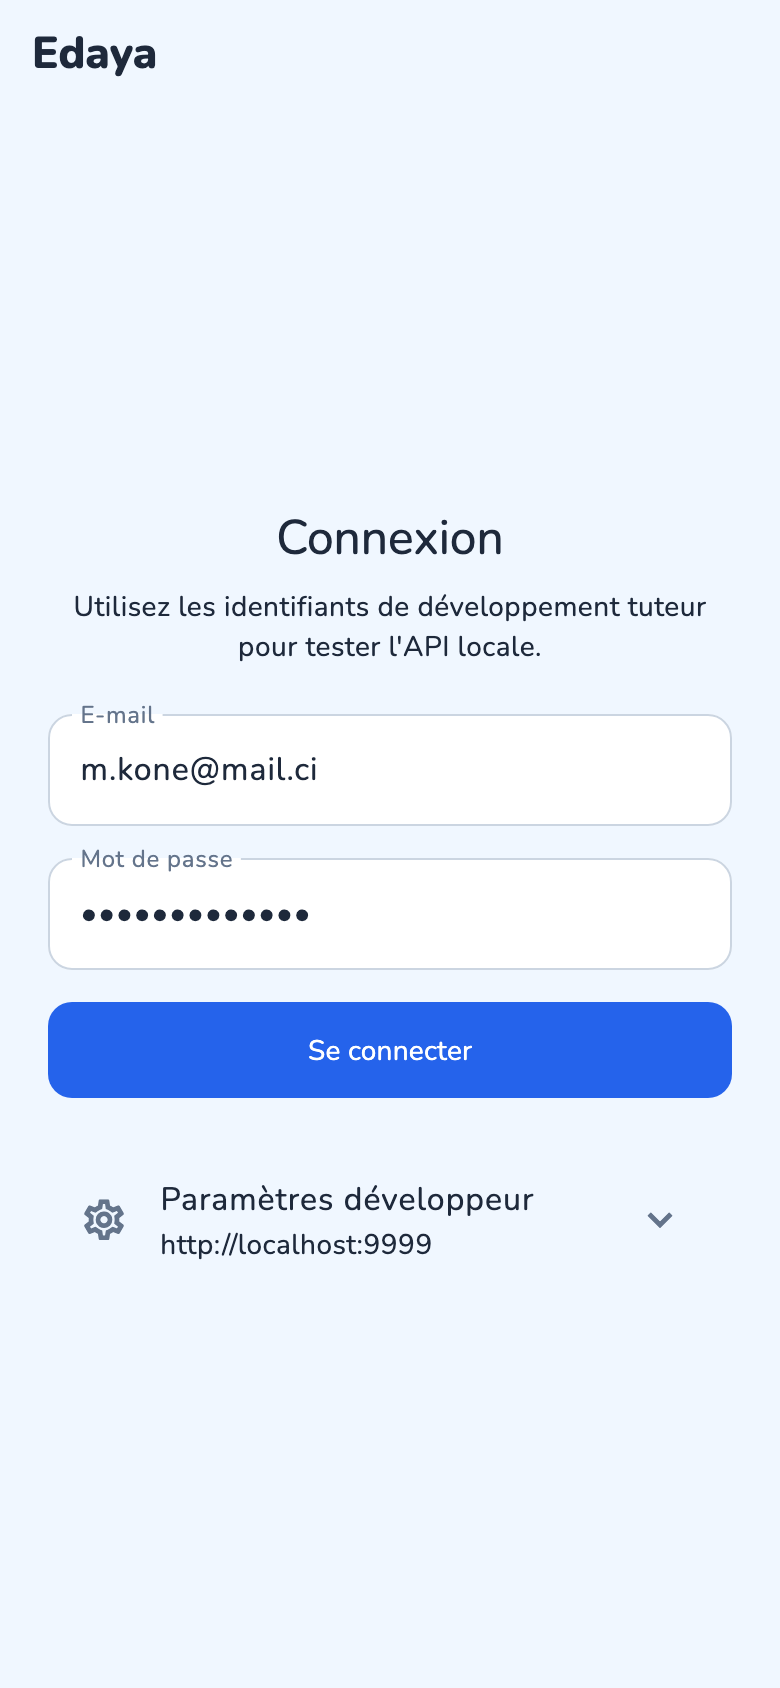 Edaya
Connexion
Utilisez les identifiants de développement tuteur
pour tester l'API locale.
E-mail
m.kone@mail.ci
Mot de passe
•••••••••••••
Se connecter
Paramètres développeur
http://localhost:9999